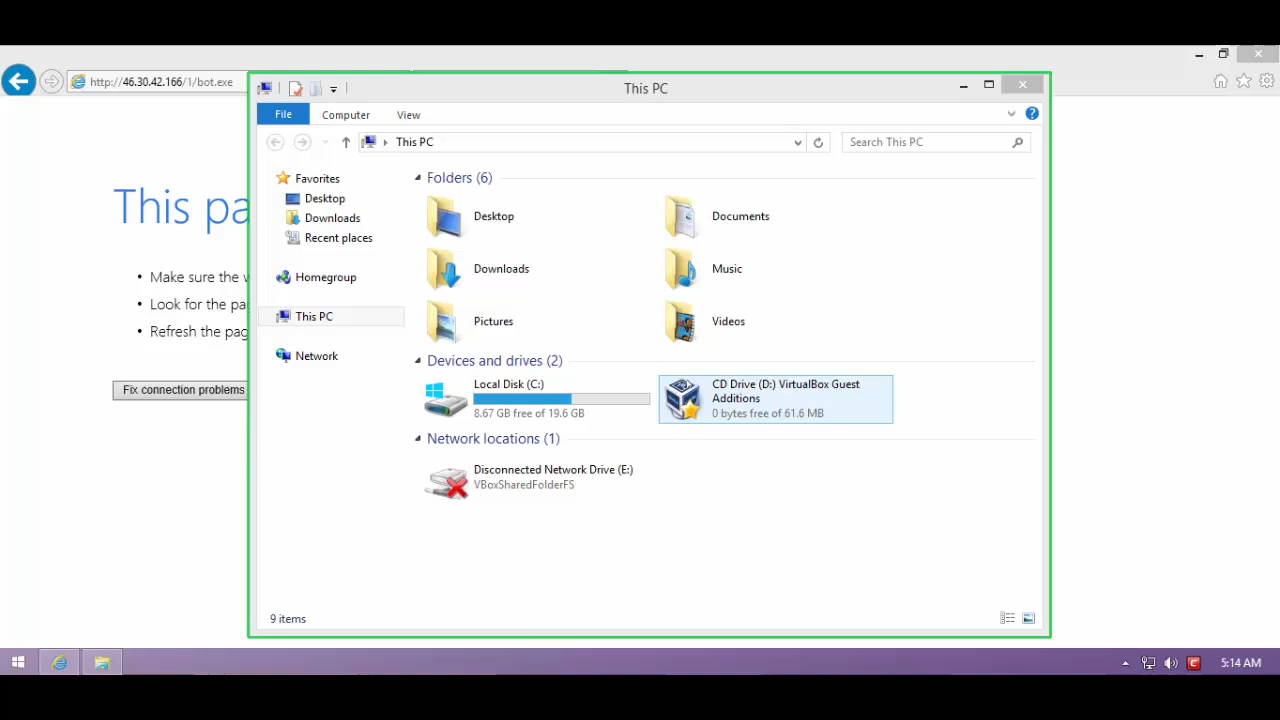 http://46.30.42.166/1/bot.exe
This PC
File
Computer
View
This PC
Search This PC
This pa
Make sure the w
Look for the pag
Refresh the pag
Fix connection problems
Favorites
Desktop
Downloads
Recent places
Homegroup
This PC
Network
Folders (6)
Desktop
Documents
Downloads
Music
Pictures
Videos
Devices and drives (2)
Local Disk (C:)
8.67 GB free of 19.6 GB
CD Drive (D:) VirtualBox Guest
Additions
0 bytes free of 61.6 MB
Network locations (1)
Disconnected Network Drive (E:)
VBoxSharedFolderFS
9 items
5:14 AM